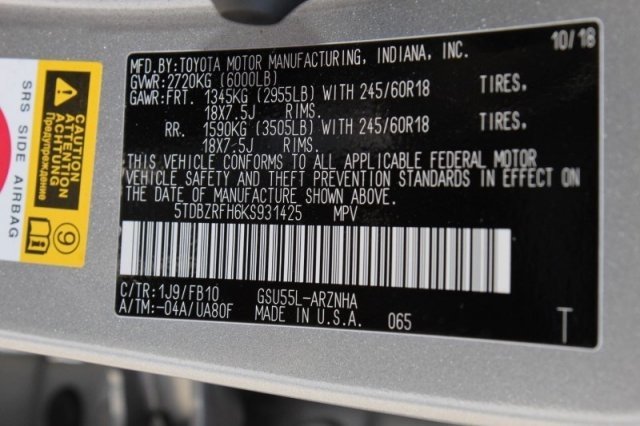 MFD.BY:TOYOTA MOTOR MANUFACTURING, INDIANA, INC. 10/18
GVWR:2720KG (6000LB)
GAWR:FRT. 1345KG (2955LB) WITH 245/60R18 TIRES.
18X7.5J RIMS.
RR. 1590KG (3505LB) WITH 245/60R18 TIRES.
18X7.5J RIMS.
THIS VEHICLE CONFORMS TO ALL APPLICABLE FEDERAL MOTOR
VEHICLE SAFETY AND THEFT PREVENTION STANDARDS IN EFFECT ON
THE DATE OF MANUFACTURE SHOWN ABOVE.
5TDBZRFH6KS931425 MPV
C/TR:1J9/FB10 GSU55L-ARZNHA
A/TM:-04A/UA80F MADE IN U.S.A. 065 T
SRS SIDE AIRBAG
CAUTION
ATTENTION
ACHTUNG
Предупреждение
9